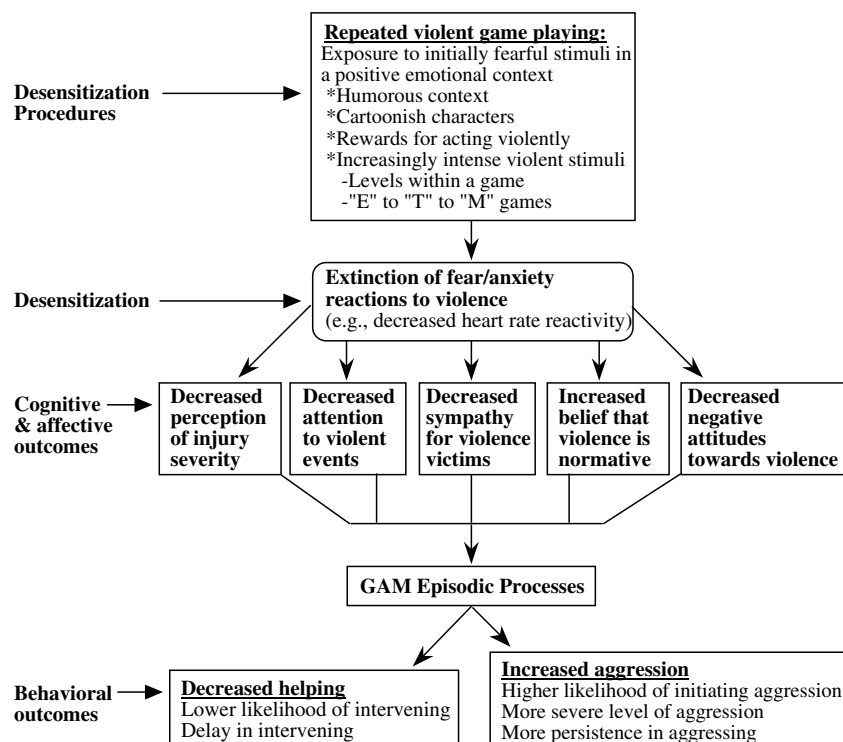 Repeated violent game playing:
Exposure to initially fearful stimuli in
a positive emotional context
*Humorous context
*Cartoonish characters
*Rewards for acting violently
*Increasingly intense violent stimuli
-Levels within a game
-"E" to "T" to "M" games
Desensitization
Procedures
Extinction of fear/anxiety
reactions to violence
(e.g., decreased heart rate reactivity)
Desensitization
Cognitive
& affective
outcomes
Decreased
perception
of injury
severity
Decreased
attention
to violent
events
Decreased
sympathy
for violence
victims
Increased
belief that
violence is
normative
Decreased
negative
attitudes
towards violence
GAM Episodic Processes
Behavioral
outcomes
Decreased helping
Lower likelihood of intervening
Delay in intervening
Increased aggression
Higher likelihood of initiating aggression
More severe level of aggression
More persistence in aggressing